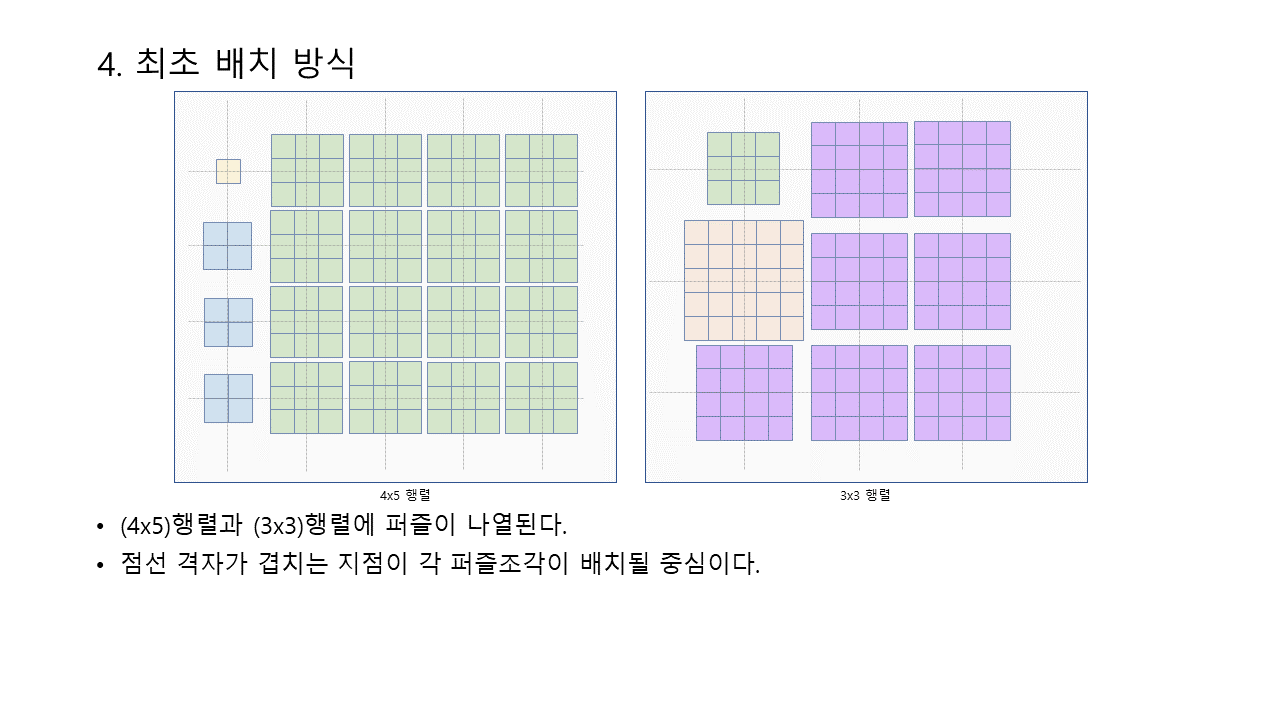 4. 최초 배치 방식
4x5 행렬
3x3 행렬
• (4x5)행렬과 (3x3)행렬에 퍼즐이 나열된다.
• 점선 격자가 겹치는 지점이 각 퍼즐조각이 배치될 중심이다.